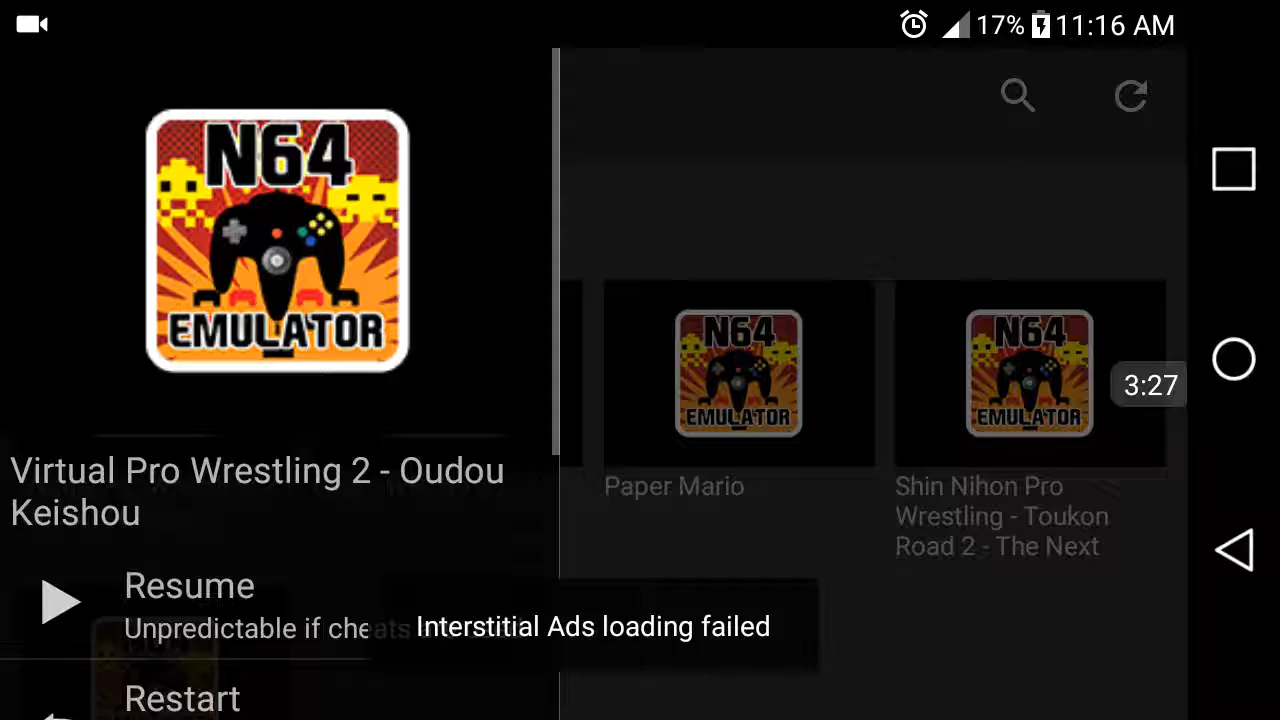 17%
11:16 AM
N64
EMULATOR
Virtual Pro Wrestling 2 - Oudou
Keishou
Resume
Unpredictable if cheats
Restart
Interstitial Ads loading failed
N64
EMULATOR
Paper Mario
N64
EMULATOR
Shin Nihon Pro
Wrestling - Toukon
Road 2 - The Next
3:27